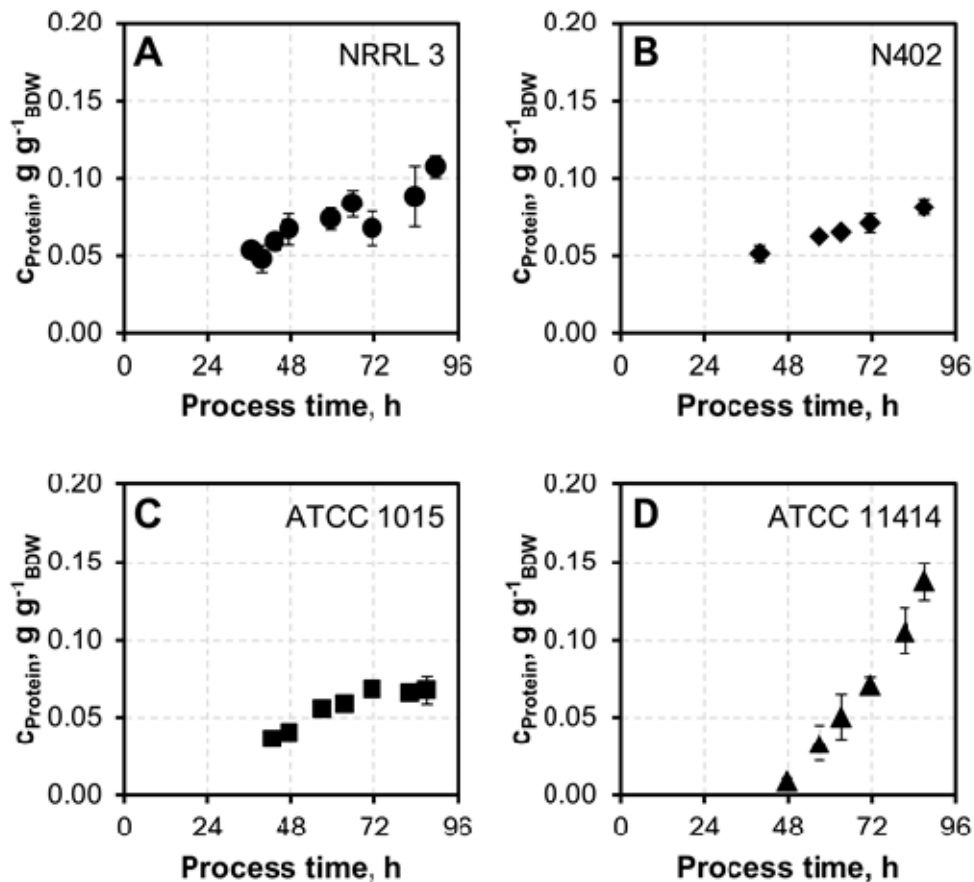 A NRRL 3
0.20
0.15
0.10
0.05
0.00
cProtein, g g-1BDW
0 24 48 72 96
Process time, h
B N402
0.20
0.15
0.10
0.05
0.00
cProtein, g g-1BDW
0 24 48 72 96
Process time, h
C ATCC 1015
0.20
0.15
0.10
0.05
0.00
cProtein, g g-1BDW
0 24 48 72 96
Process time, h
D ATCC 11414
0.20
0.15
0.10
0.05
0.00
cProtein, g g-1BDW
0 24 48 72 96
Process time, h